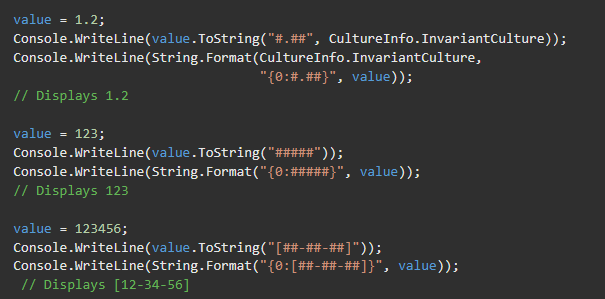 value = 1.2;
Console.WriteLine(value.ToString("#.##", CultureInfo.InvariantCulture));
Console.WriteLine(String.Format(CultureInfo.InvariantCulture,
                                "{0:#.##}", value));
// Displays 1.2

value = 123;
Console.WriteLine(value.ToString("#####"));
Console.WriteLine(String.Format("{0:#####}", value));
// Displays 123

value = 123456;
Console.WriteLine(value.ToString("[##-##-##]"));
Console.WriteLine(String.Format("{0:[##-##-##]}", value));
 // Displays [12-34-56]